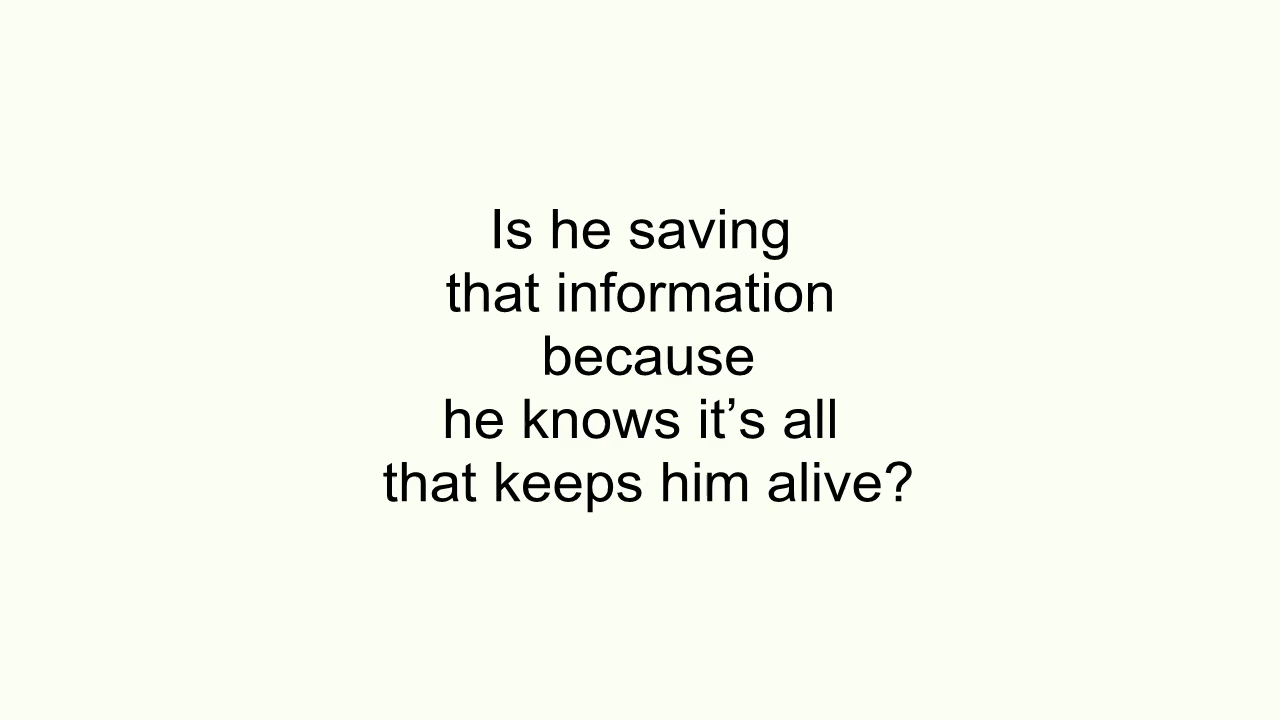 Is he saving
that information
because
he knows it’s all
that keeps him alive?